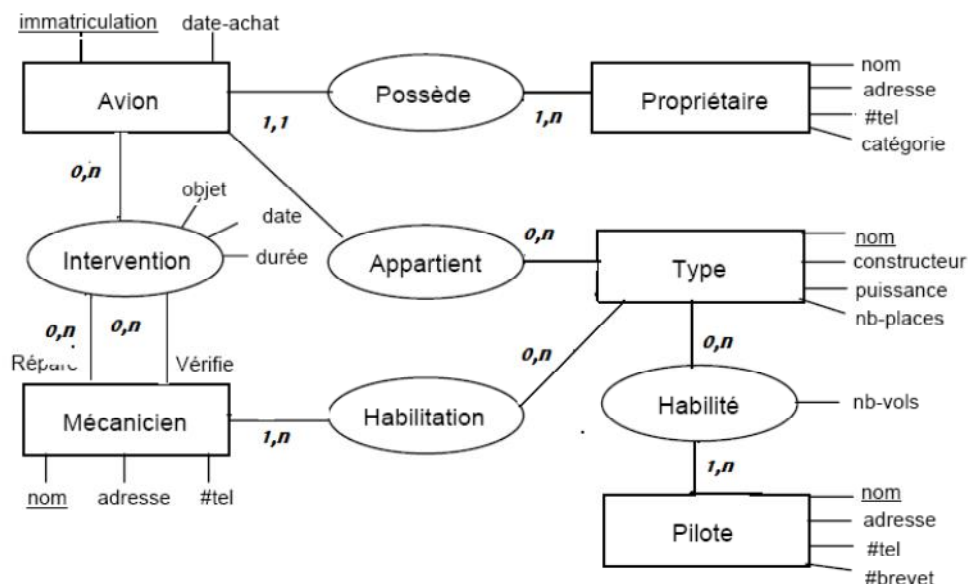 immatriculation date-achat
Avion
Possède
Propriétaire
nom
adresse
#tel
catégorie
1,1
1,n
0,n
objet
date
durée
Intervention
Appartient
0,n
Type
nom
constructeur
puissance
nb-places
0,n
0,n
Vérifie
Mécanicien
1,n
Habilitation
0,n
0,n
Habilité
nb-vols
1,n
nom adresse #tel
Pilote
nom
adresse
#tel
#brevet